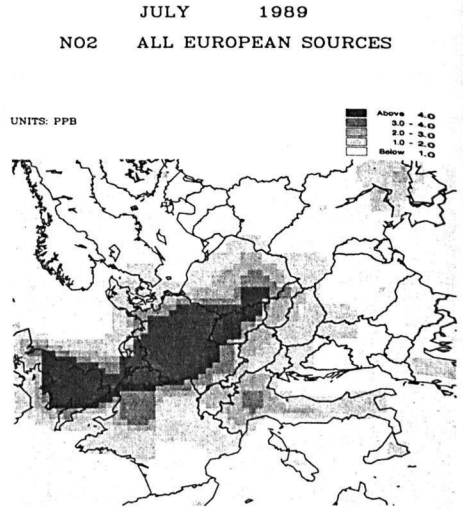 JULY 1989
NO2 ALL EUROPEAN SOURCES
UNITS: PPB
Above 4.0
3.0 - 4.0
2.0 - 3.0
1.0 - 2.0
Below 1.0